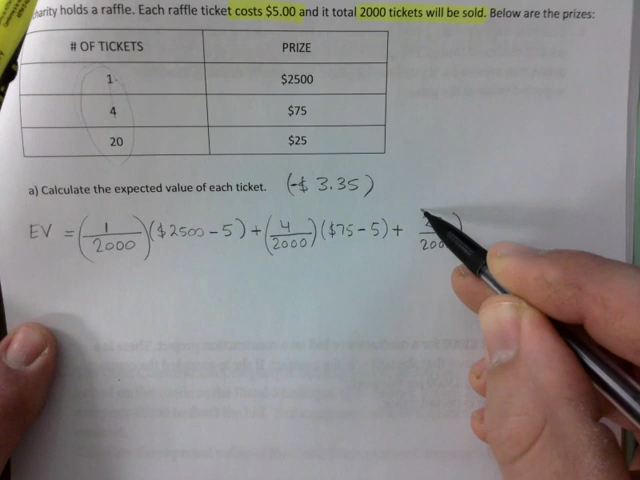 charity holds a raffle. Each raffle ticket costs $5.00 and it total 2000 tickets will be sold. Below are the prizes:
# OF TICKETS PRIZE
1 $2500
4 $75
20 $25
a) Calculate the expected value of each ticket. (-$ 3.35)
EV = (1/2000)($2500-5) + (4/2000)($75-5) +